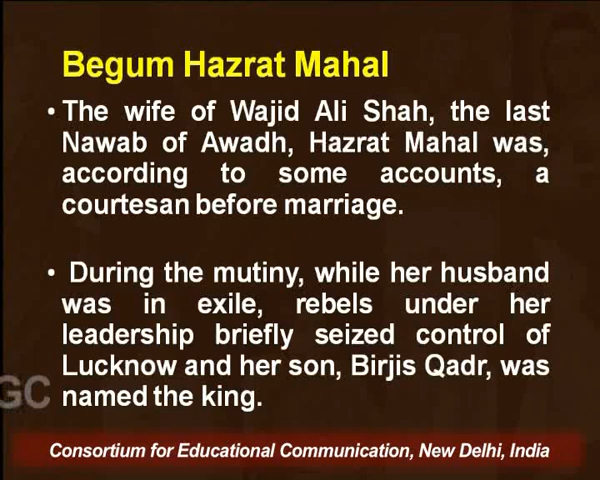 Begum Hazrat Mahal
• The wife of Wajid Ali Shah, the last
Nawab of Awadh, Hazrat Mahal was,
according to some accounts, a
courtesan before marriage.
• During the mutiny, while her husband
was in exile, rebels under her
leadership briefly seized control of
Lucknow and her son, Birjis Qadr, was
named the king.
GC
Consortium for Educational Communication, New Delhi, India